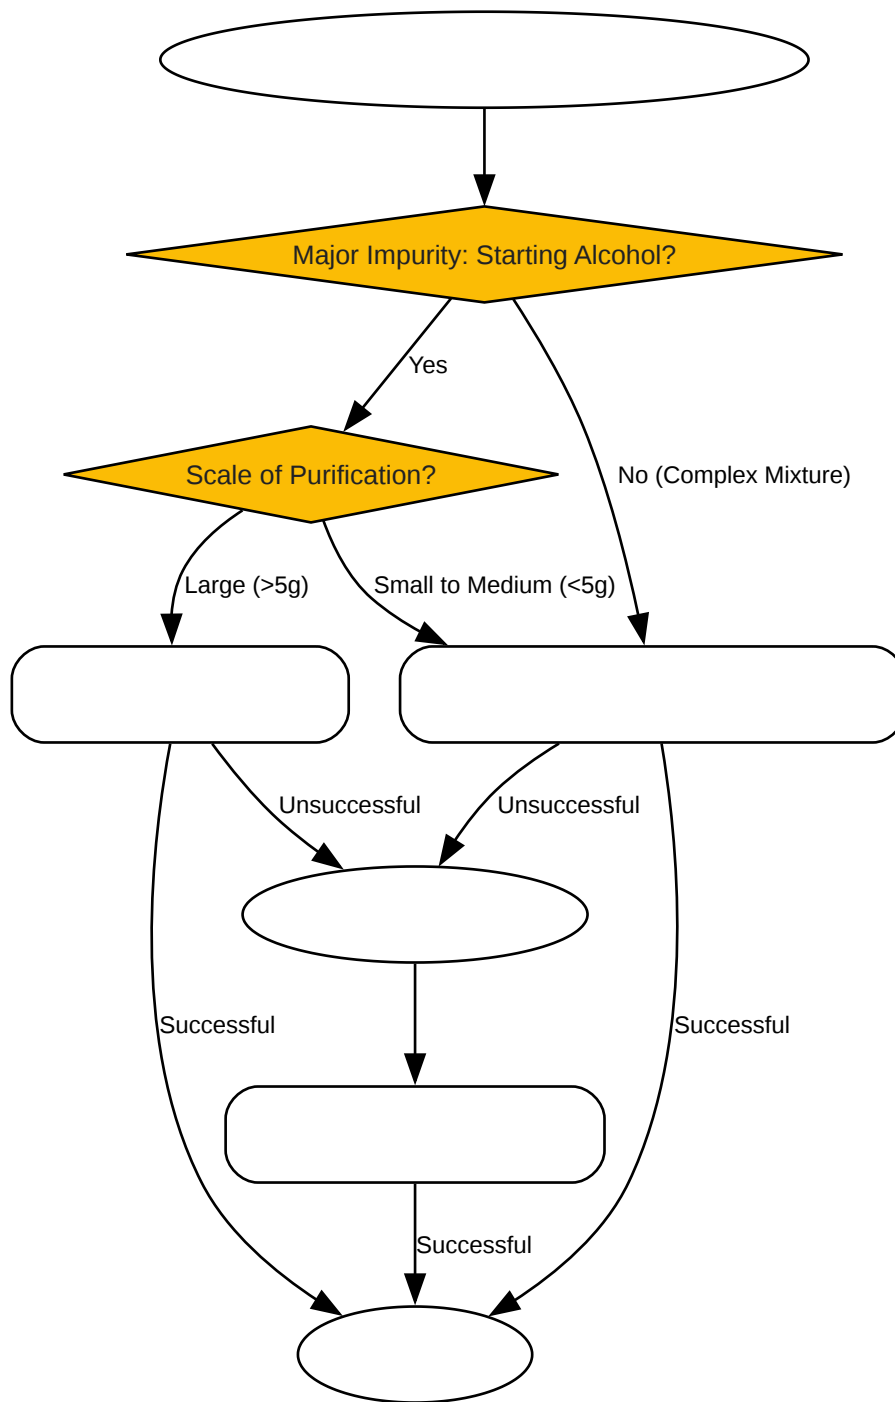 Major Impurity: Starting Alcohol?
Yes
Scale of Purification?
No (Complex Mixture)
Large (>5g)
Small to Medium (<5g)
Unsuccessful
Unsuccessful
Successful
Successful
Successful